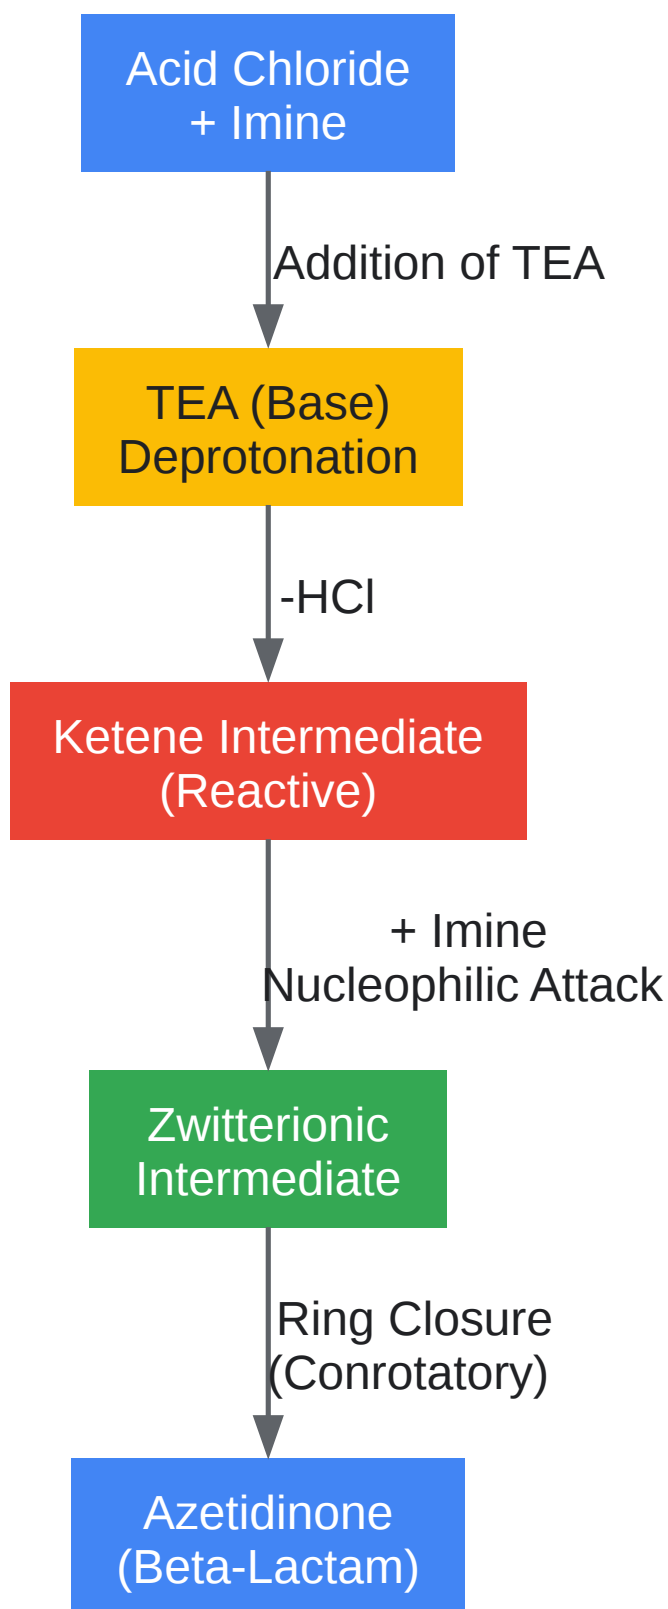 Acid Chloride
+ Imine
Addition of TEA
TEA (Base)
Deprotonation
-HCl
Ketene Intermediate
(Reactive)
+ Imine
Nucleophilic Attack
Zwitterionic
Intermediate
Ring Closure
(Conrotatory)
Azetidinone
(Beta-Lactam)